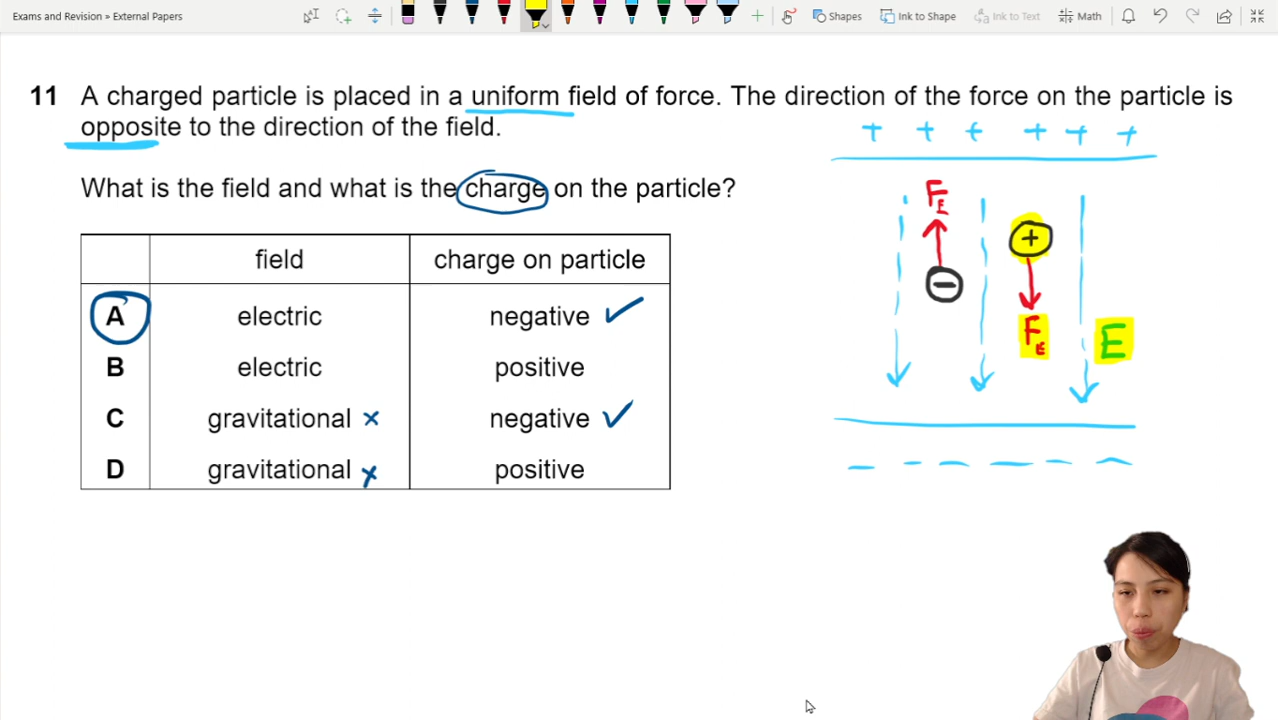 Exams and Revision » External Papers
Shapes
Ink to Shape
Ink to Text
Math
11 A charged particle is placed in a uniform field of force. The direction of the force on the particle is
opposite to the direction of the field.
What is the field and what is the charge on the particle?
field charge on particle
A electric negative ✓
B electric positive
C gravitational × negative ✓
D gravitational × positive
+ + + + + +
FE
+
−
FE
E
− − − − − −